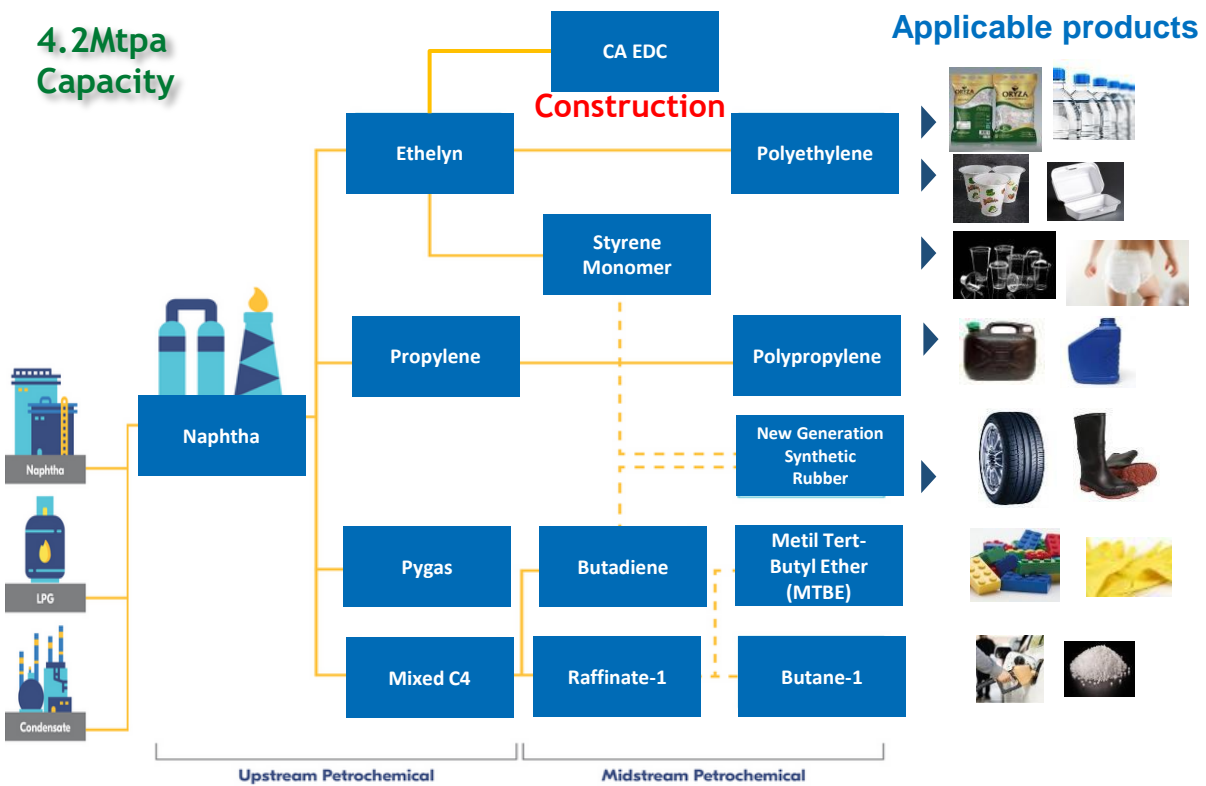 4.2Mtpa
Capacity
Applicable products
CA EDC
Construction
Ethelyn
Polyethylene
Styrene
Monomer
Propylene
Polypropylene
Naphtha
New Generation
Synthetic
Rubber
Naphtha
LPG
Condensate
Pygas
Butadiene
Metil Tert-
Butyl Ether
(MTBE)
Mixed C4
Raffinate-1
Butane-1
Upstream Petrochemical
Midstream Petrochemical
ORYZA
ORYZA